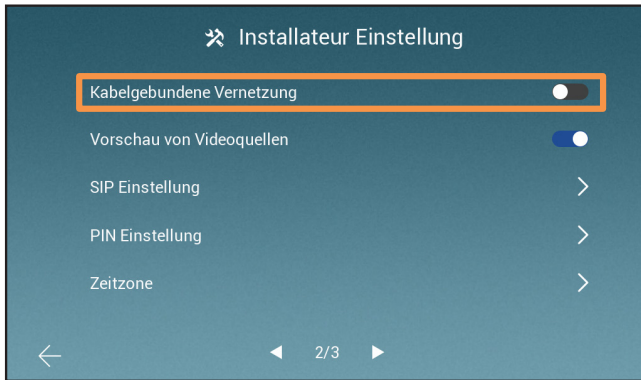 Installateur Einstellung
Kabelgebundene Vernetzung
Vorschau von Videoquellen
SIP Einstellung
PIN Einstellung
Zeitzone
2/3